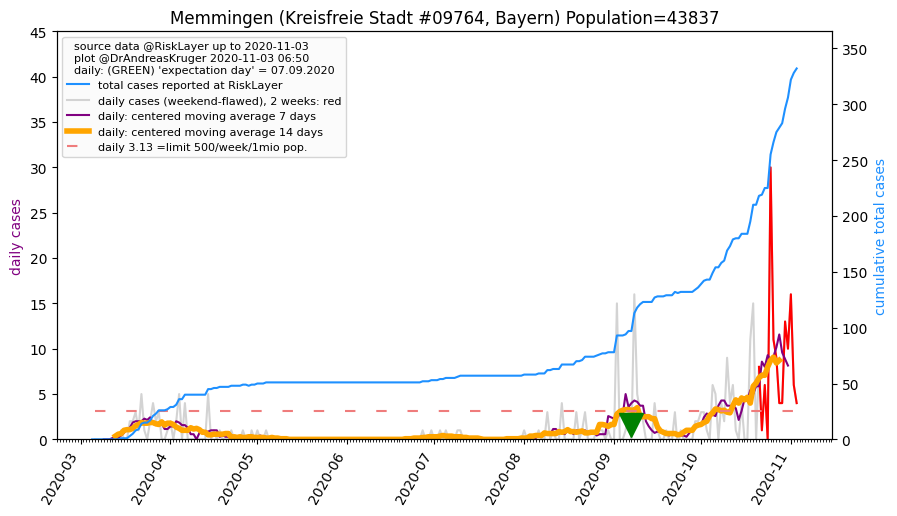 Memmingen (Kreisfreie Stadt #09764, Bayern) Population=43837
source data @RiskLayer up to 2020-11-03
plot @DrAndreasKruger 2020-11-03 06:50
daily: (GREEN) 'expectation day' = 07.09.2020
total cases reported at RiskLayer
daily cases (weekend-flawed), 2 weeks: red
daily: centered moving average 7 days
daily: centered moving average 14 days
daily 3.13 =limit 500/week/1mio pop.
daily cases
45
40
35
30
25
20
15
10
5
0
350
300
250
200
150
100
50
0
cumulative total cases
2020-03
2020-04
2020-05
2020-06
2020-07
2020-08
2020-09
2020-10
2020-11